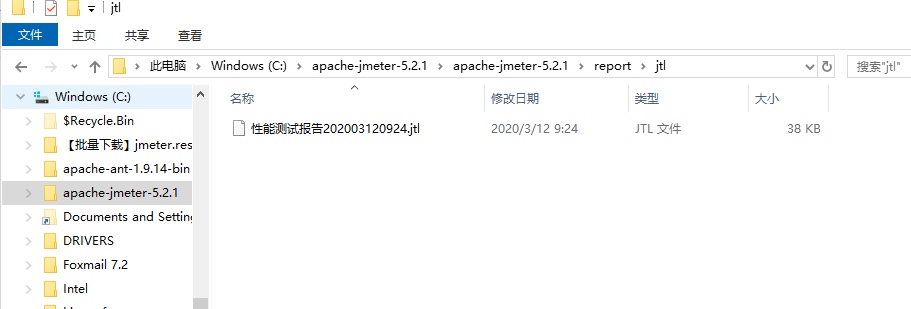 jtl
文件 主页 共享 查看
此电脑 Windows (C:) apache-jmeter-5.2.1 apache-jmeter-5.2.1 report jtl 搜索"jtl"
Windows (C:)
$Recycle.Bin
【批量下载】jmeter.res
apache-ant-1.9.14-bin
apache-jmeter-5.2.1
Documents and Setting
DRIVERS
Foxmail 7.2
Intel
名称 修改日期 类型 大小
性能测试报告202003120924.jtl 2020/3/12 9:24 JTL 文件 38 KB